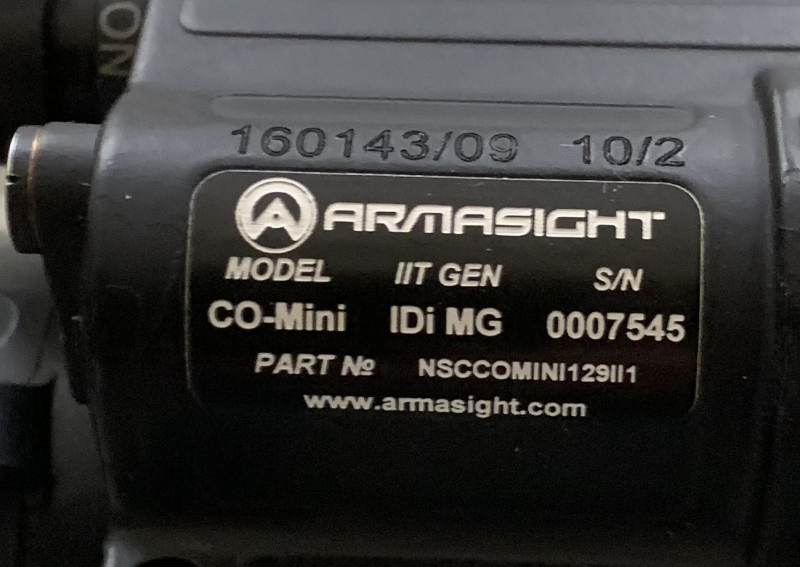 NO
160143/09 10/2
ARMASIGHT
MODEL IIT GEN S/N
CO-Mini IDi MG 0007545
PART № NSCCOMINI129II1
www.armasight.com